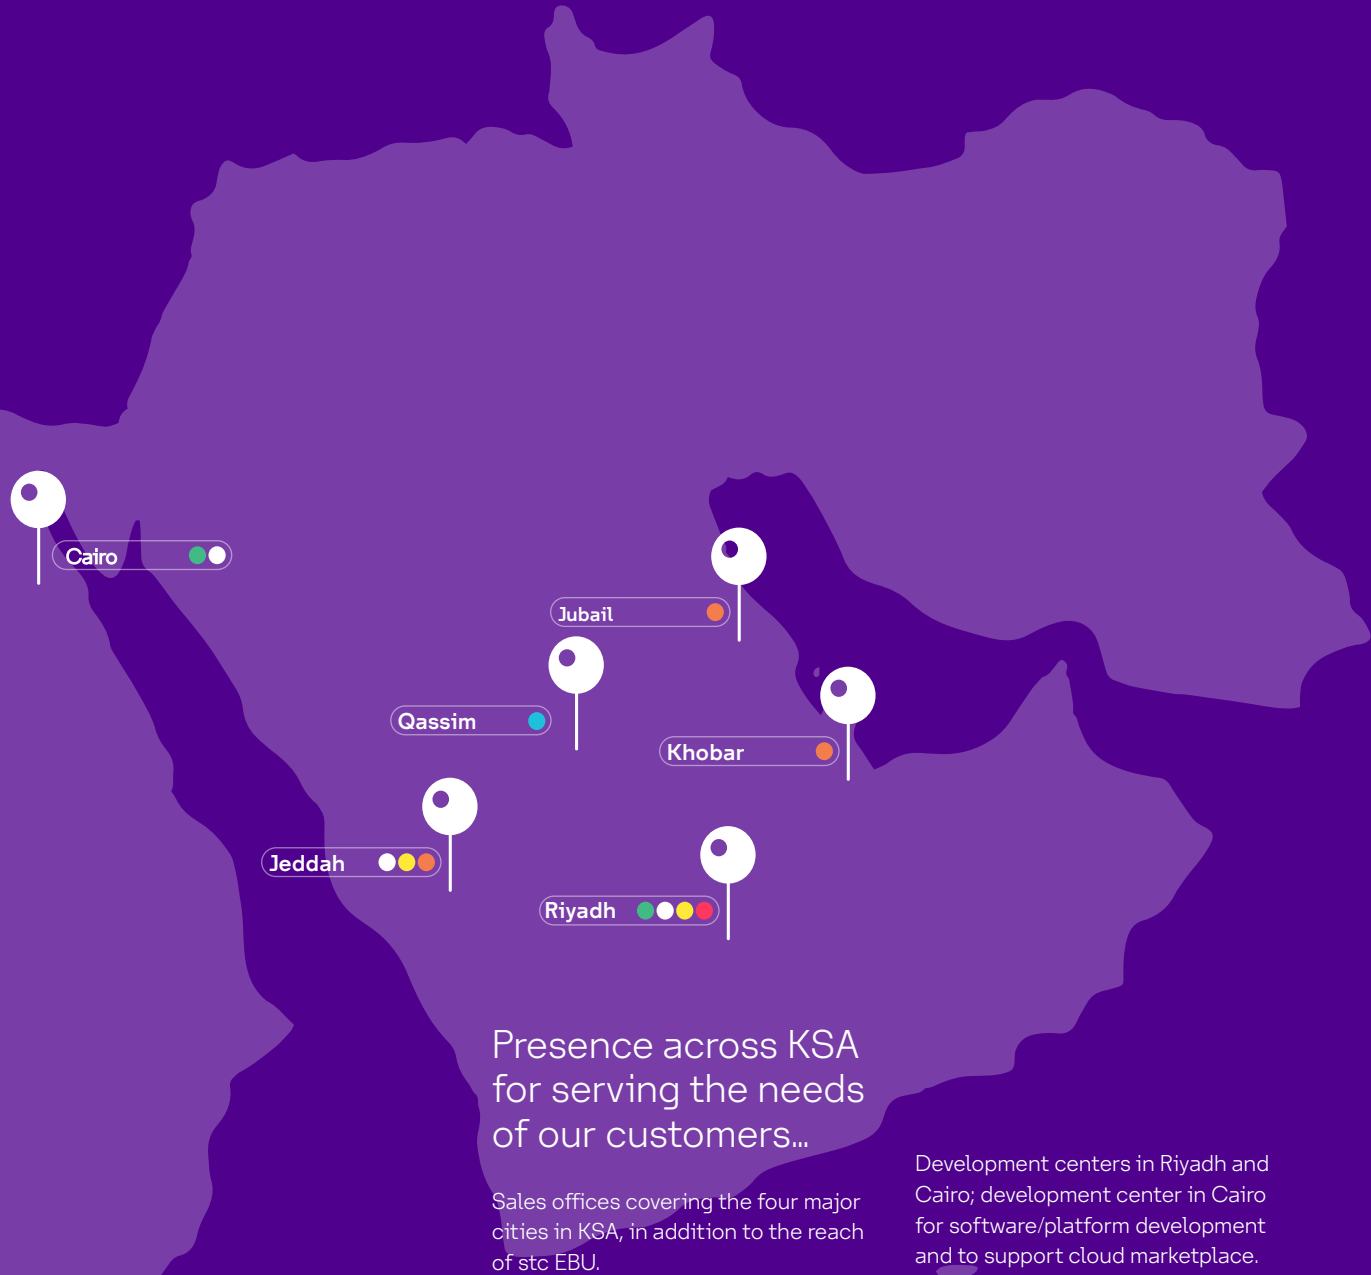 Cairo
Jubail
Qassim
Khobar
Jeddah
Riyadh
Presence across KSA
for serving the needs
of our customers...
Sales offices covering the four major
cities in KSA, in addition to the reach
of stc EBU.
Development centers in Riyadh and
Cairo; development center in Cairo
for software/platform development
and to support cloud marketplace.